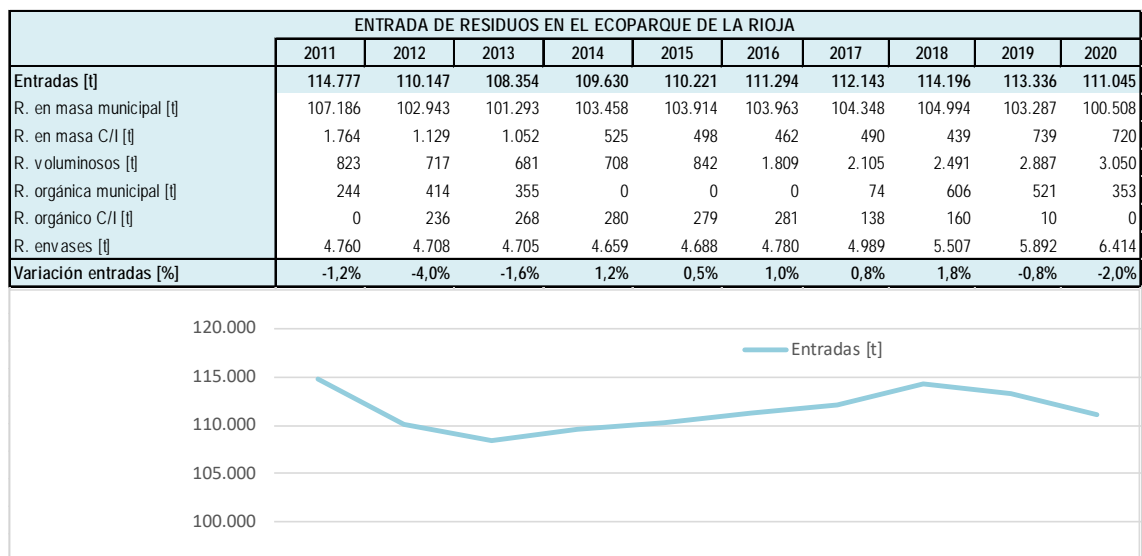 ENTRADA DE RESIDUOS EN EL ECOPARQUE DE LA RIOJA
2011 2012 2013 2014 2015 2016 2017 2018 2019 2020
Entradas [t] 114.777 110.147 108.354 109.630 110.221 111.294 112.143 114.196 113.336 111.045
R. en masa municipal [t] 107.186 102.943 101.293 103.458 103.914 103.963 104.348 104.994 103.287 100.508
R. en masa C/I [t] 1.764 1.129 1.052 525 498 462 490 439 739 720
R. voluminosos [t] 823 717 681 708 842 1.809 2.105 2.491 2.887 3.050
R. orgánica municipal [t] 244 414 355 0 0 0 74 606 521 353
R. orgánico C/I [t] 0 236 268 280 279 281 138 160 10 0
R. envases [t] 4.760 4.708 4.705 4.659 4.688 4.780 4.989 5.507 5.892 6.414
Variación entradas [%] -1,2% -4,0% -1,6% 1,2% 0,5% 1,0% 0,8% 1,8% -0,8% -2,0%
120.000
Entradas [t]
115.000
110.000
105.000
100.000